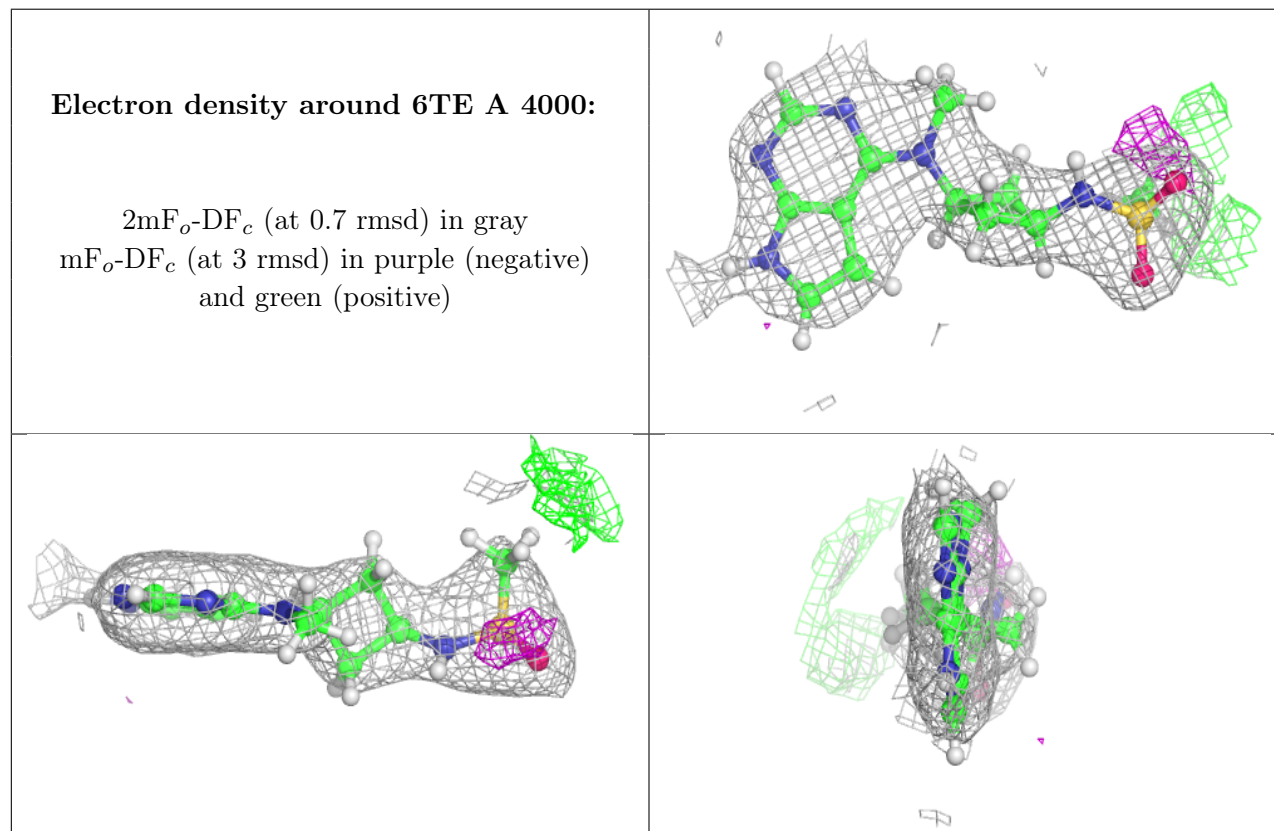 Electron density around 6TE A 4000:
2mFo-DFc (at 0.7 rmsd) in gray
mFo-DFc (at 3 rmsd) in purple (negative)
and green (positive)